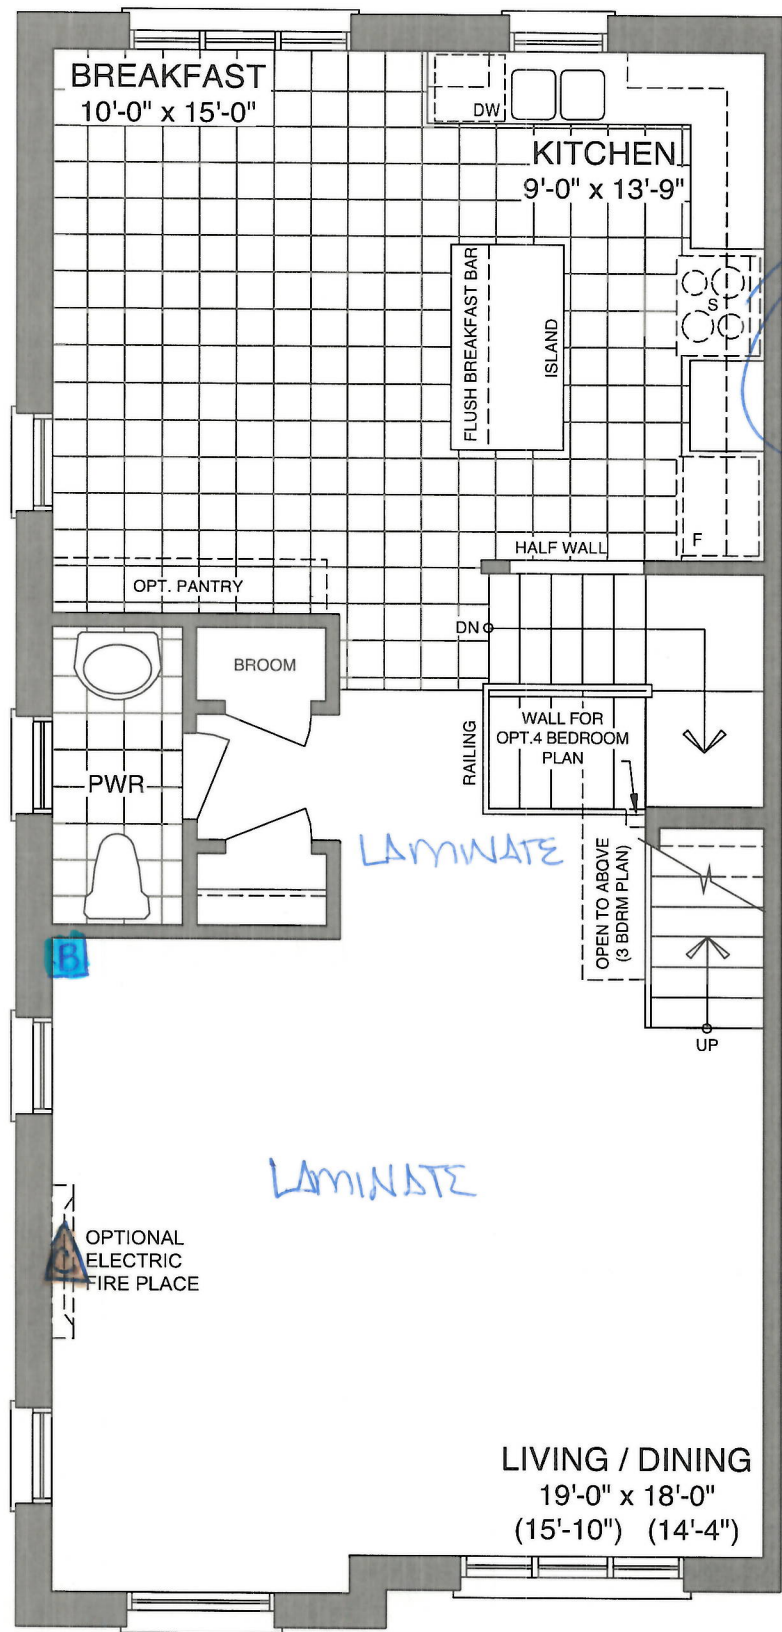 BREAKFAST
10'-0" x 15'-0"
DW
KITCHEN
9'-0" x 13'-9"
S
FLUSH BREAKFAST BAR
ISLAND
F
HALF WALL
OPT. PANTRY
DN
BROOM
PWR
RAILING
WALL FOR
OPT.4 BEDROOM
PLAN
LAMINATE
OPEN TO ABOVE
(3 BDRM PLAN)
B
UP
LAMINATE
C
OPTIONAL
ELECTRIC
FIRE PLACE
LIVING / DINING
19'-0" x 18'-0"
(15'-10") (14'-4")